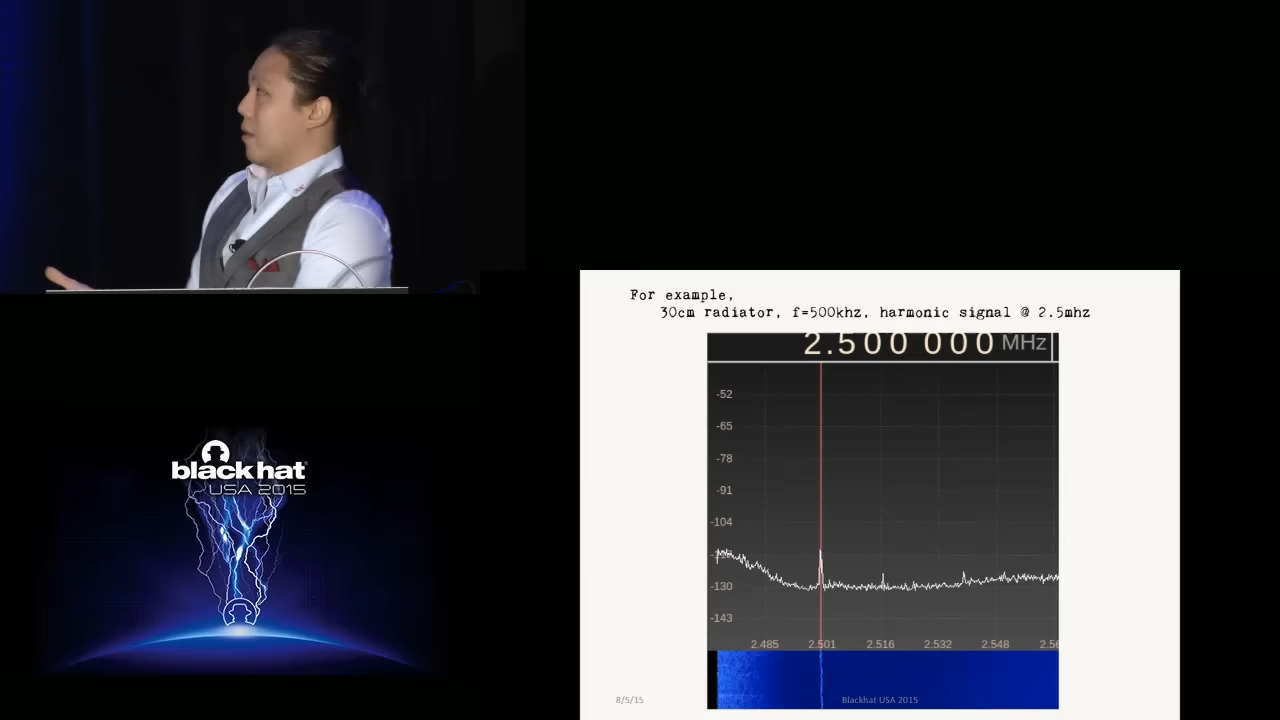 For example,
30cm radiator, f=500khz, harmonic signal @ 2.5mhz
2.500 000 MHz
-52
-65
-78
-91
-104
-130
-143
2.485 2.501 2.516 2.532 2.548
black hat
USA 2015
8/5/15
Blackhat USA 2015